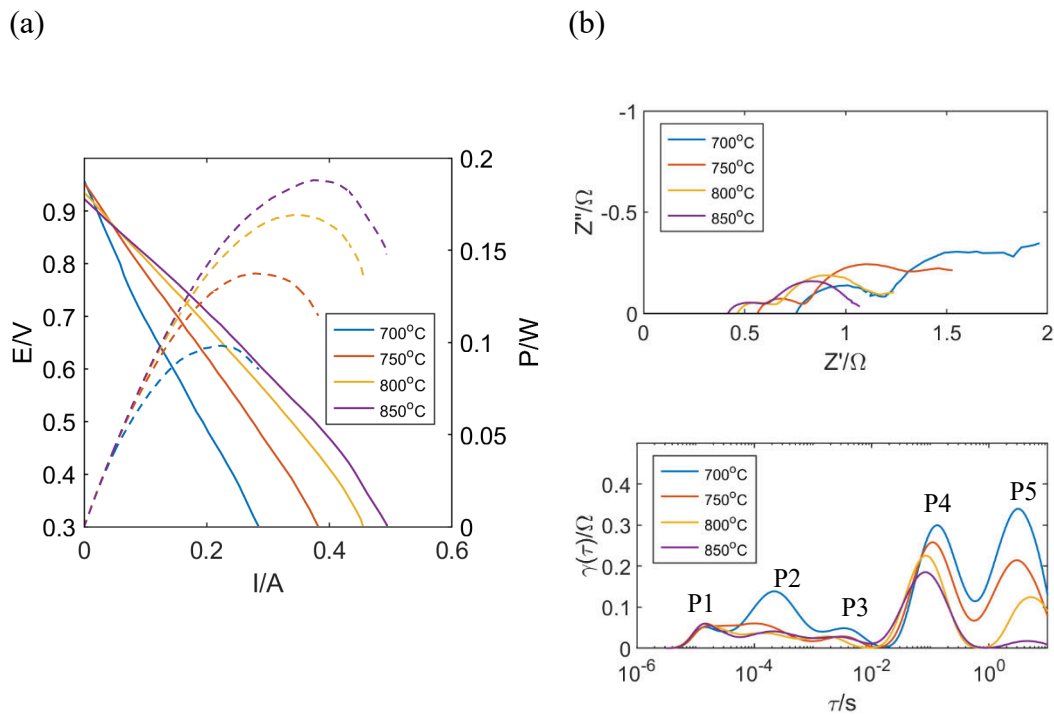 (a)
(b)
E/V
0.9
0.8
0.7
0.6
0.5
0.4
0.3
0.2
0.15
0.1
0.05
0
P/W
0
0.2
0.4
0.6
I/A
700°C
750°C
800°C
850°C
Z''/Ω
-1
-0.5
0
0
0.5
1
1.5
2
Z'/Ω
700°C
750°C
800°C
850°C
γ(τ)/Ω
0.4
0.3
0.2
0.1
0
700°C
750°C
800°C
850°C
P1
P2
P3
P4
P5
10⁻⁶
10⁻⁴
10⁻²
10⁰
τ/s